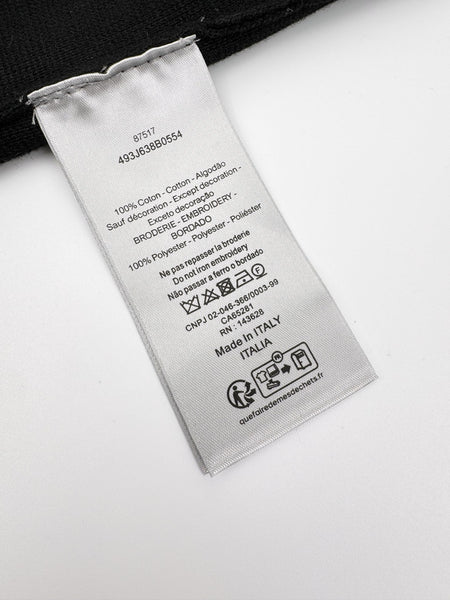 87517
493J638B0554
100% Coton - Cotton - Algodão
Sauf décoration - Except decoration -
Exceto decoração
BRODERIE - EMBROIDERY -
BORDADO
100% Polyester - Polyester - Poliéster
Ne pas repasser la broderie
Do not iron embroidery
Não passar a ferro o bordado
CNPJ 02-046-366/0003-99
CA65281
RN : 143628
Made In ITALY
ITALIA
FR
quefairedemesdechets.fr